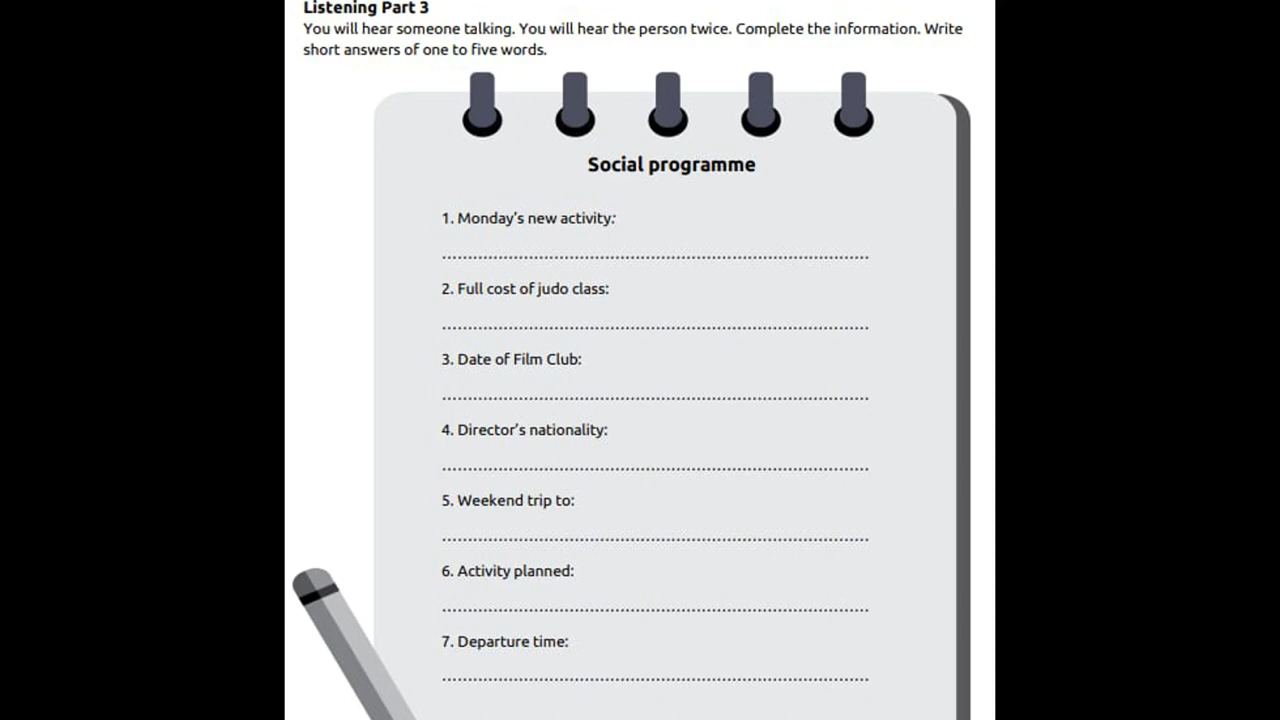 Listening Part 3
You will hear someone talking. You will hear the person twice. Complete the information. Write
short answers of one to five words.
Social programme
1. Monday's new activity:
................................................................................
2. Full cost of judo class:
................................................................................
3. Date of Film Club:
................................................................................
4. Director's nationality:
................................................................................
5. Weekend trip to:
................................................................................
6. Activity planned:
................................................................................
7. Departure time:
................................................................................